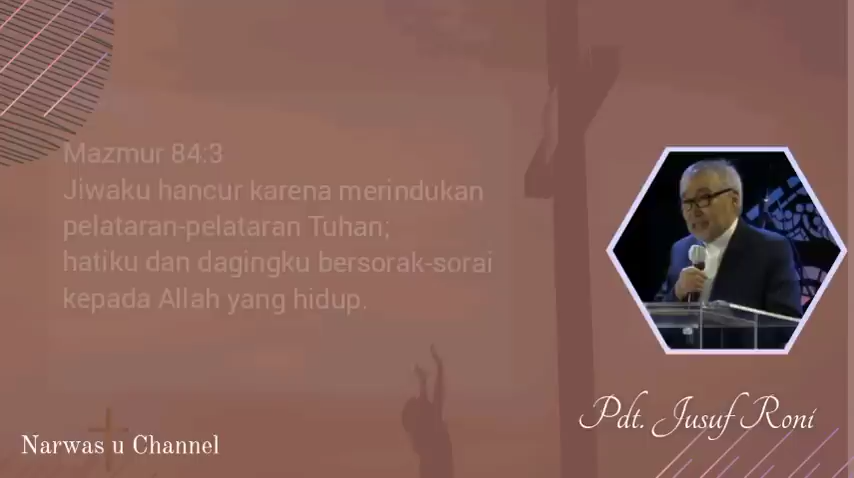 Mazmur 84:3
Jiwaku hancur karena merindukan
pelataran-pelataran Tuhan;
hatiku dan dagingku bersorak-sorai
kepada Allah yang hidup.
Pdt. Jusuf Roni
Narwas u Channel